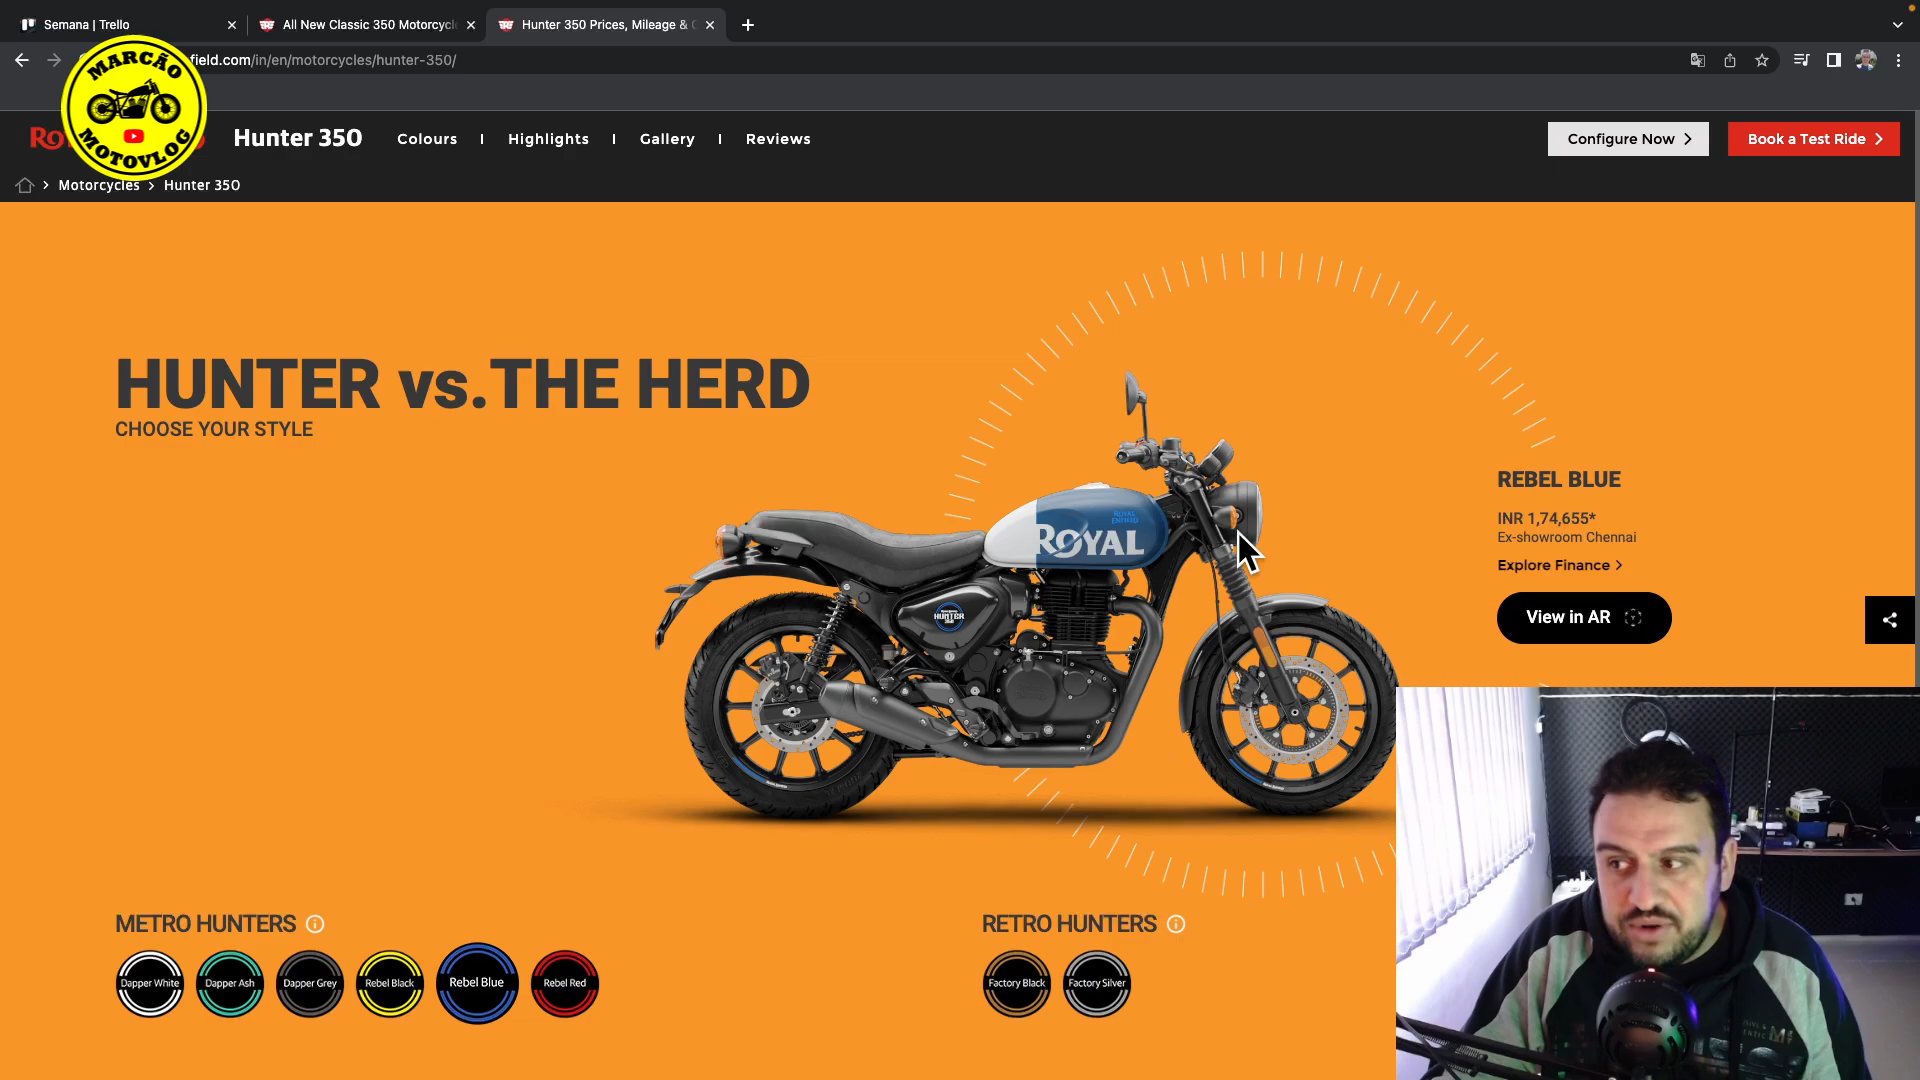 Semana | Trello
All New Classic 350 Motorcycl
Hunter 350 Prices, Mileage &
field.com/in/en/motorcycles/hunter-350/
MARCÃO
MOTOVLOG
Hunter 350
Colours
Highlights
Gallery
Reviews
Configure Now
Book a Test Ride
Motorcycles > Hunter 350
HUNTER vs.THE HERD
CHOOSE YOUR STYLE
ROYAL
ENFIELD
ROYAL
HUNTER
350
REBEL BLUE
INR 1,74,655*
Ex-showroom Chennai
Explore Finance >
View in AR
METRO HUNTERS
Dapper White
Dapper Ash
Dapper Grey
Rebel Black
Rebel Blue
Rebel Red
RETRO HUNTERS
Factory Black
Factory Silver